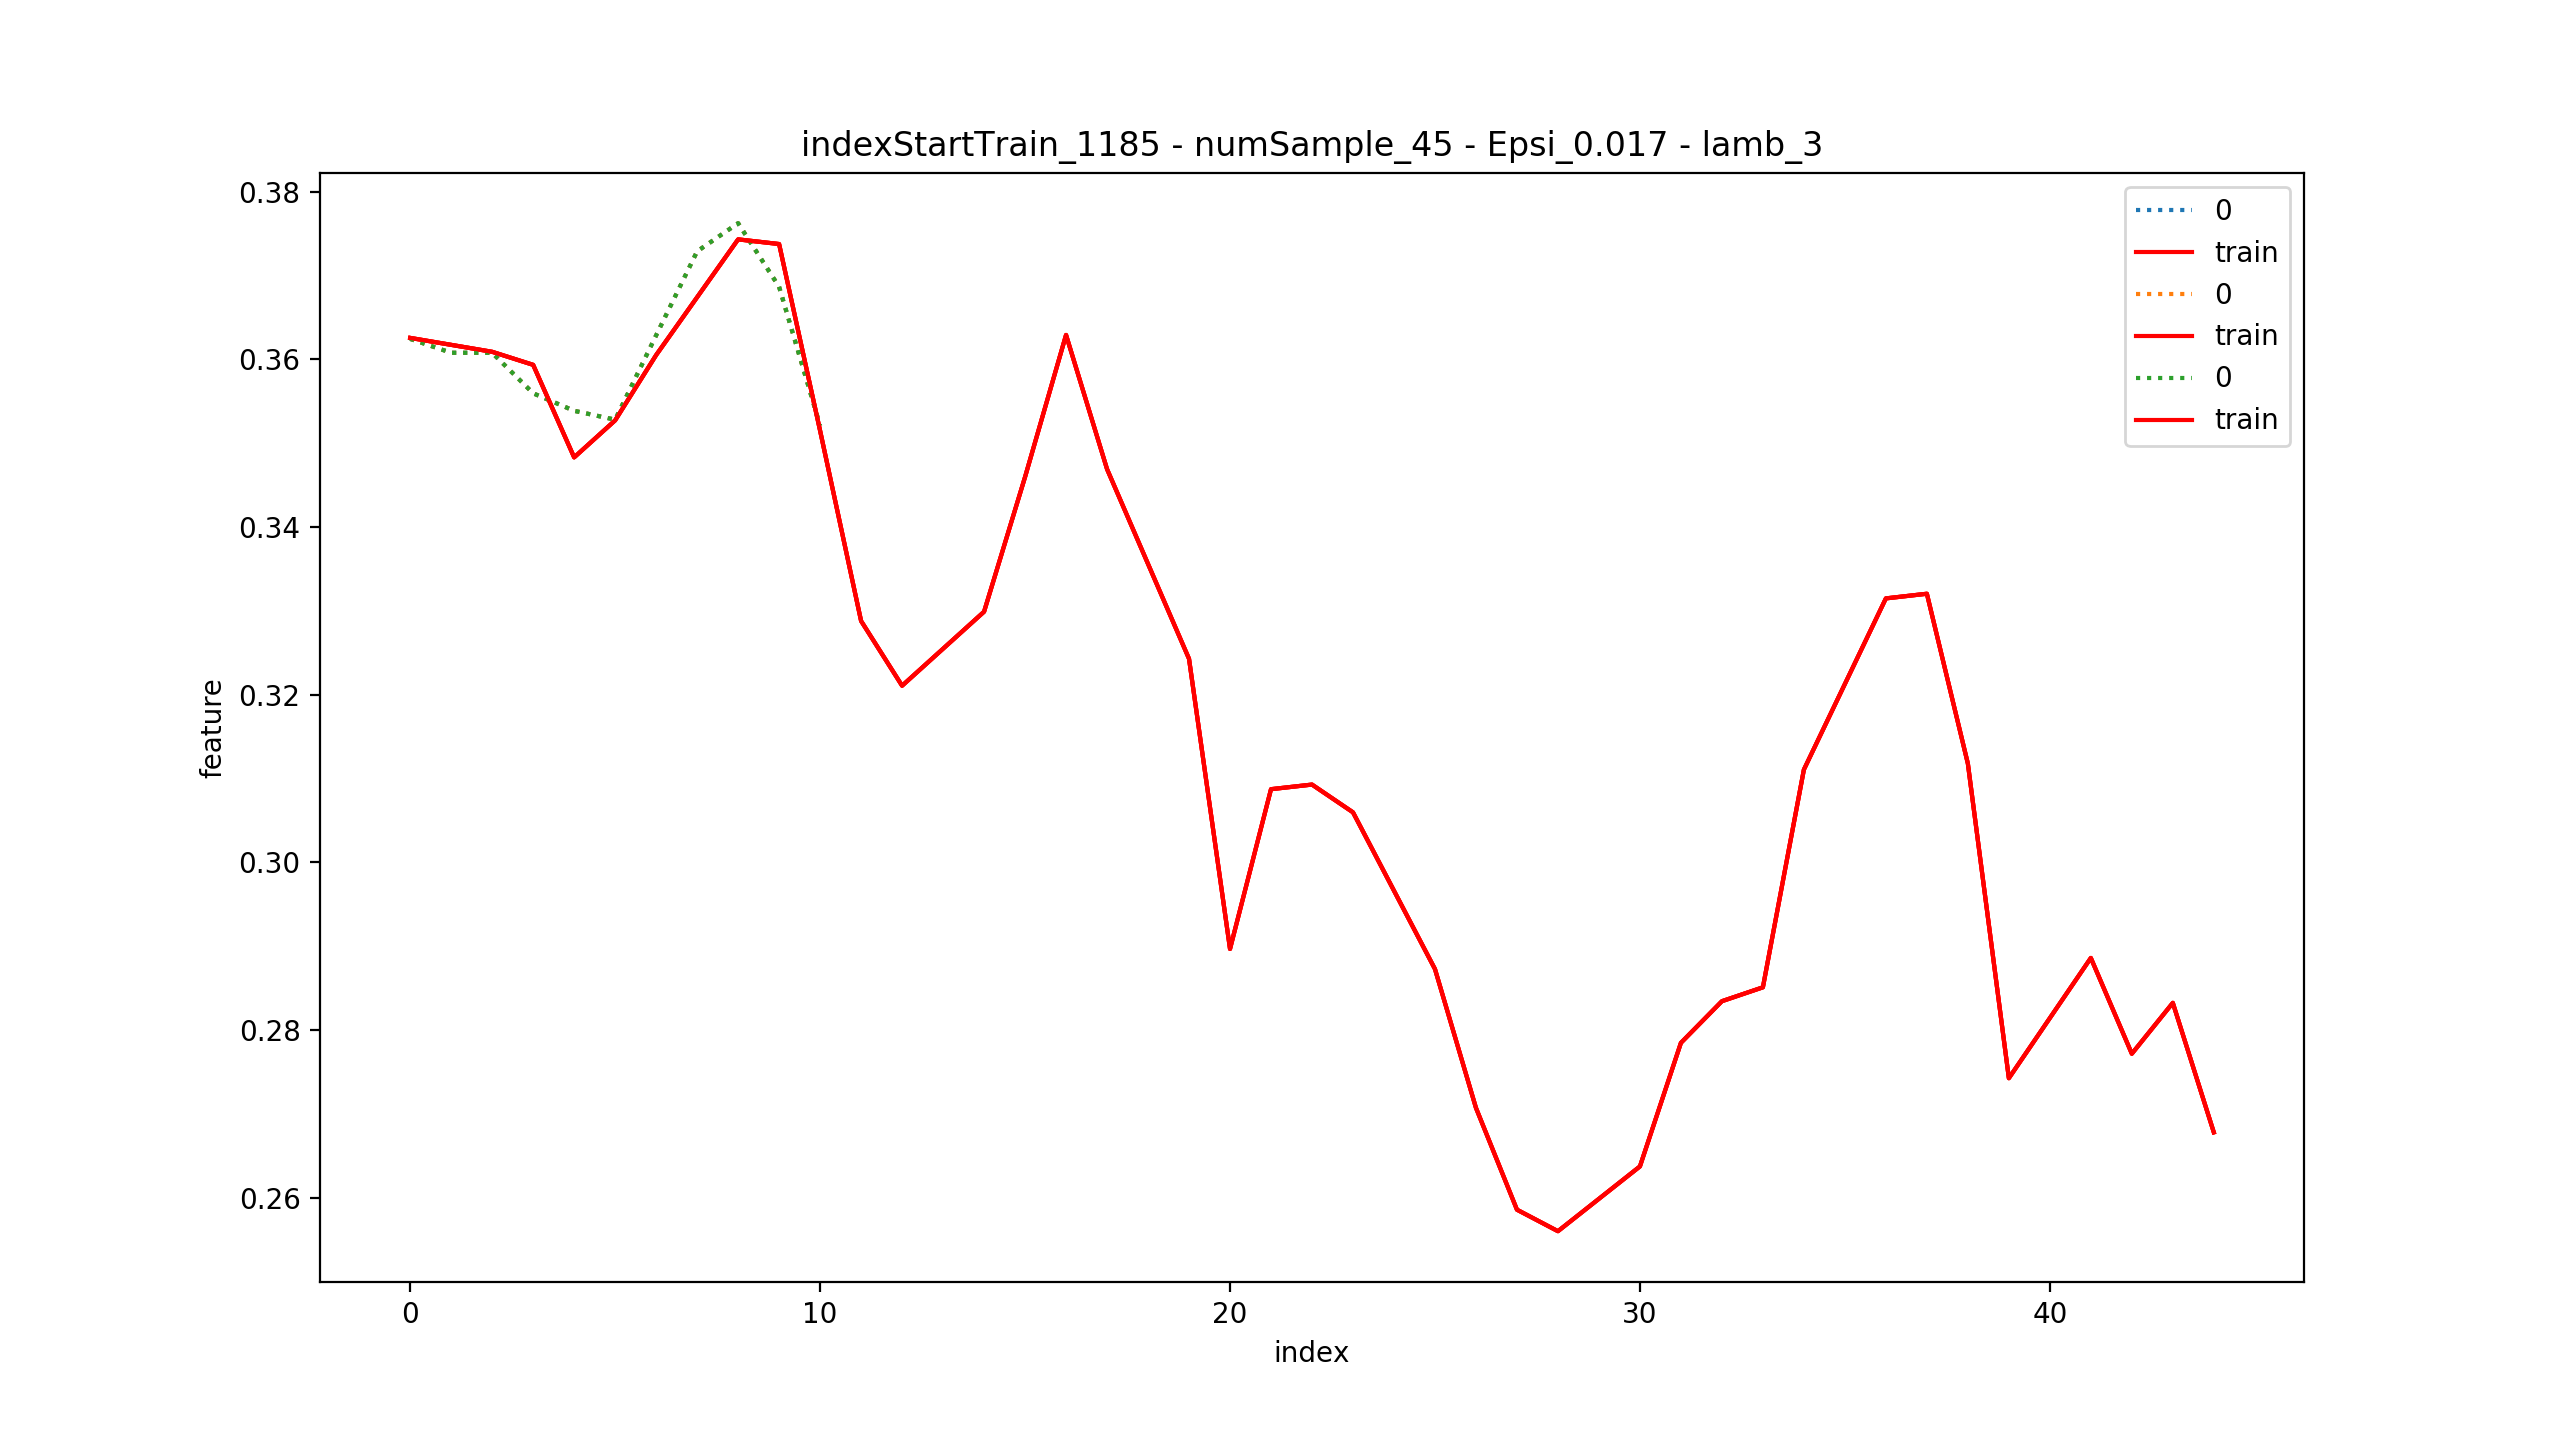 indexStartTrain_1185 - numSample_45 - Epsi_0.017 - lamb_3
0.38
0.36
0.34
0.32
0.30
0.28
0.26
feature
0
train
0
train
0
train
0 10 20 30 40
index